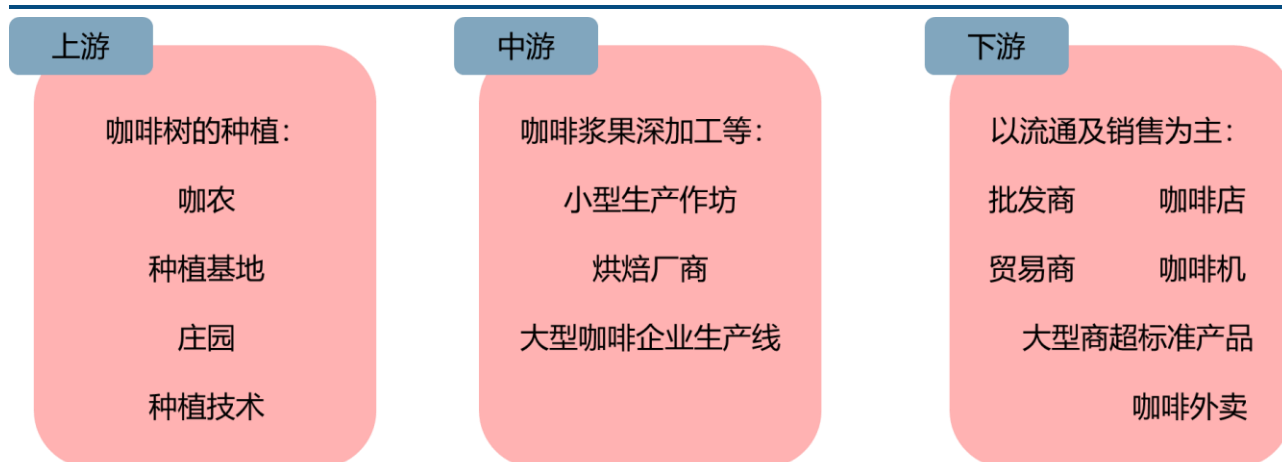 上游
咖啡树的种植：
咖农
种植基地
庄园
种植技术
中游
咖啡浆果深加工等：
小型生产作坊
烘焙厂商
大型咖啡企业生产线
下游
以流通及销售为主：
批发商 咖啡店
贸易商 咖啡机
大型商超标准产品
咖啡外卖